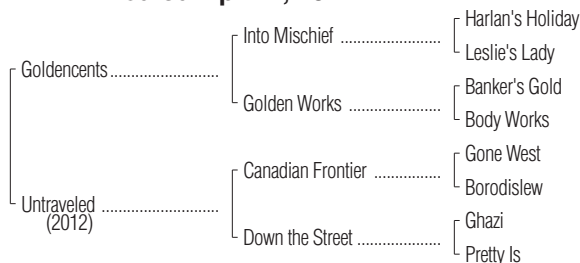 Harlan's Holiday
Into Mischief ....................
Leslie's Lady
Goldencents......................
Banker's Gold
Golden Works ...................
Body Works
Gone West
Canadian Frontier .............
Borodislew
Untraveled ........................
(2012)
Ghazi
Down the Street ................
Pretty Is